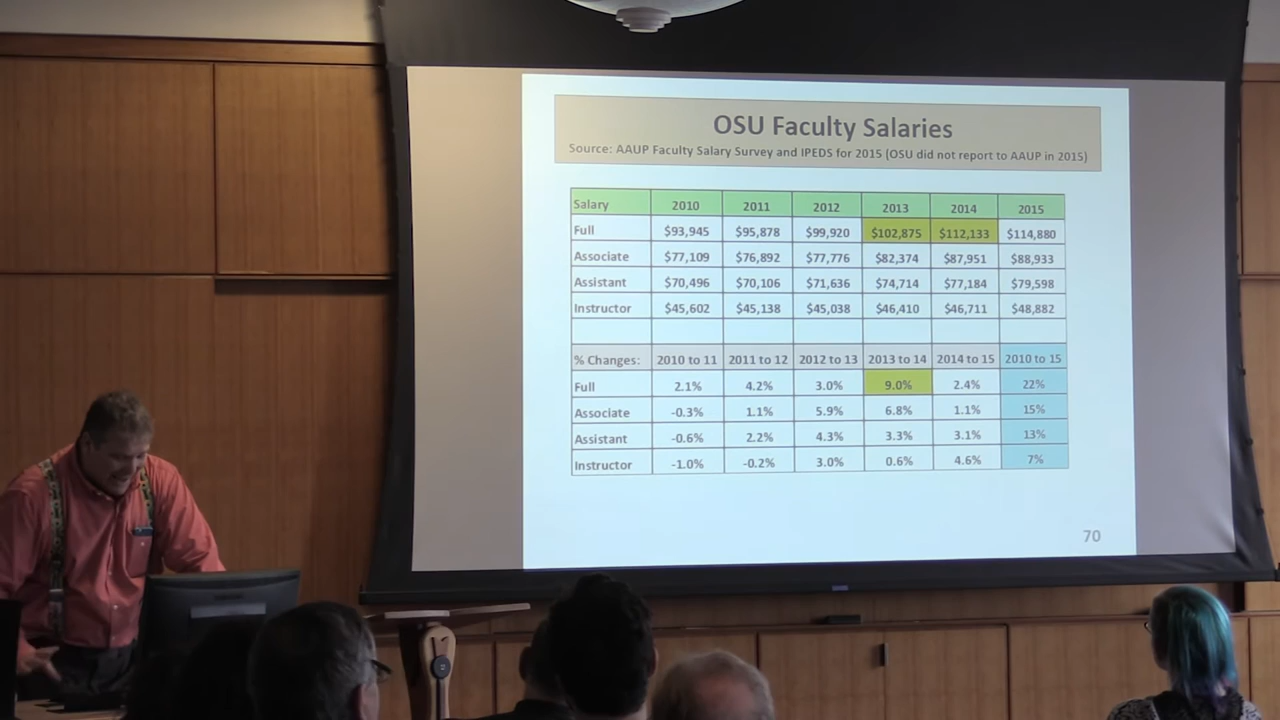 OSU Faculty Salaries
Source: AAUP Faculty Salary Survey and IPEDS for 2015 (OSU did not report to AAUP in 2015)
Salary 2010 2011 2012 2013 2014 2015
Full $93,945 $95,878 $99,920 $102,875 $112,133 $114,880
Associate $77,109 $76,892 $77,776 $82,374 $87,951 $88,933
Assistant $70,496 $70,106 $71,636 $74,714 $77,184 $79,598
Instructor $45,602 $45,138 $45,038 $46,410 $46,711 $48,882
% Changes: 2010 to 11 2011 to 12 2012 to 13 2013 to 14 2014 to 15 2010 to 15
Full 2.1% 4.2% 3.0% 9.0% 2.4% 22%
Associate -0.3% 1.1% 5.9% 6.8% 1.1% 15%
Assistant -0.6% 2.2% 4.3% 3.3% 3.1% 13%
Instructor -1.0% -0.2% 3.0% 0.6% 4.6% 7%
70